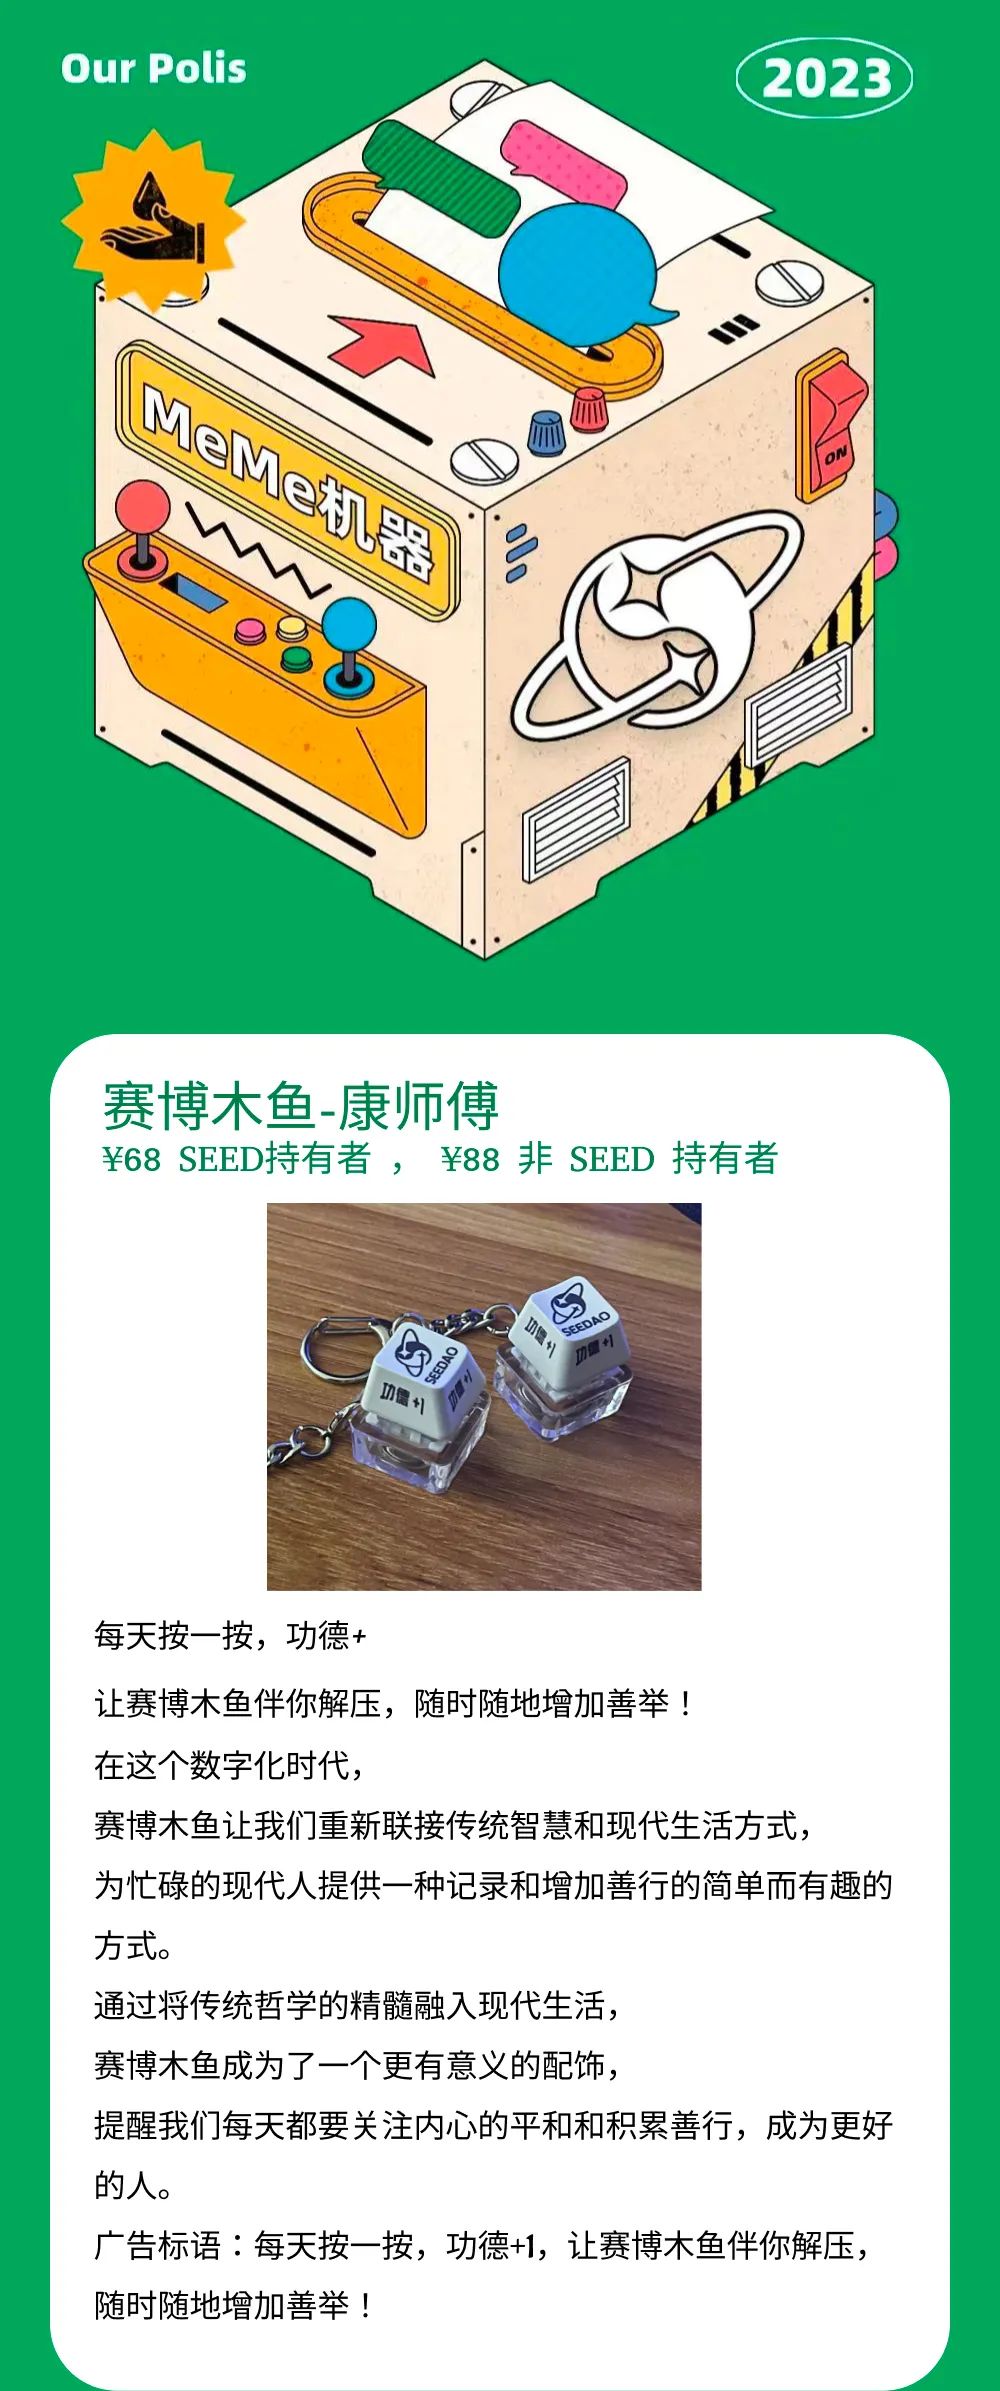 Our Polis
2023
MeMe机器
ON
赛博木鱼-康师傅
¥68 SEED持有者 ， ¥88 非 SEED 持有者
SEEDAO
功德+1
功德+1
SEEDAO
功德+1
功德+1
每天按一按，功德+
让赛博木鱼伴你解压，随时随地增加善举！
在这个数字化时代，
赛博木鱼让我们重新联接传统智慧和现代生活方式，
为忙碌的现代人提供一种记录和增加善行的简单而有趣的
方式。
通过将传统哲学的精髓融入现代生活，
赛博木鱼成为了一个更有意义的配饰，
提醒我们每天都要关注内心的平和和积累善行，成为更好
的人。
广告标语：每天按一按，功德+1，让赛博木鱼伴你解压，
随时随地增加善举！